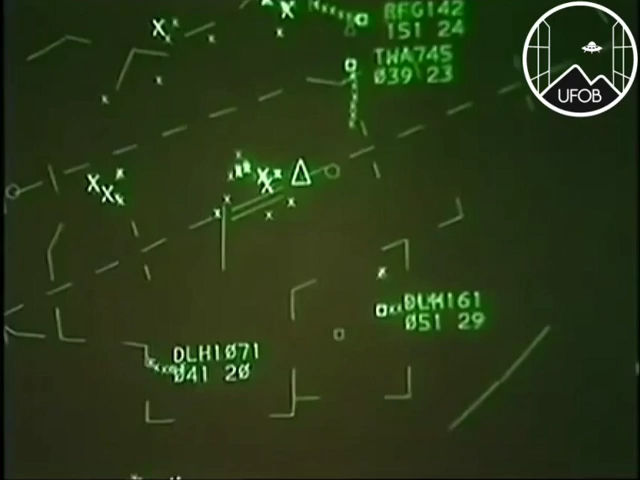 RFG142
151 24
TWA745
Ø39 23
UFOB
DLH161
Ø51 29
DLH1Ø71
Ø41 2Ø